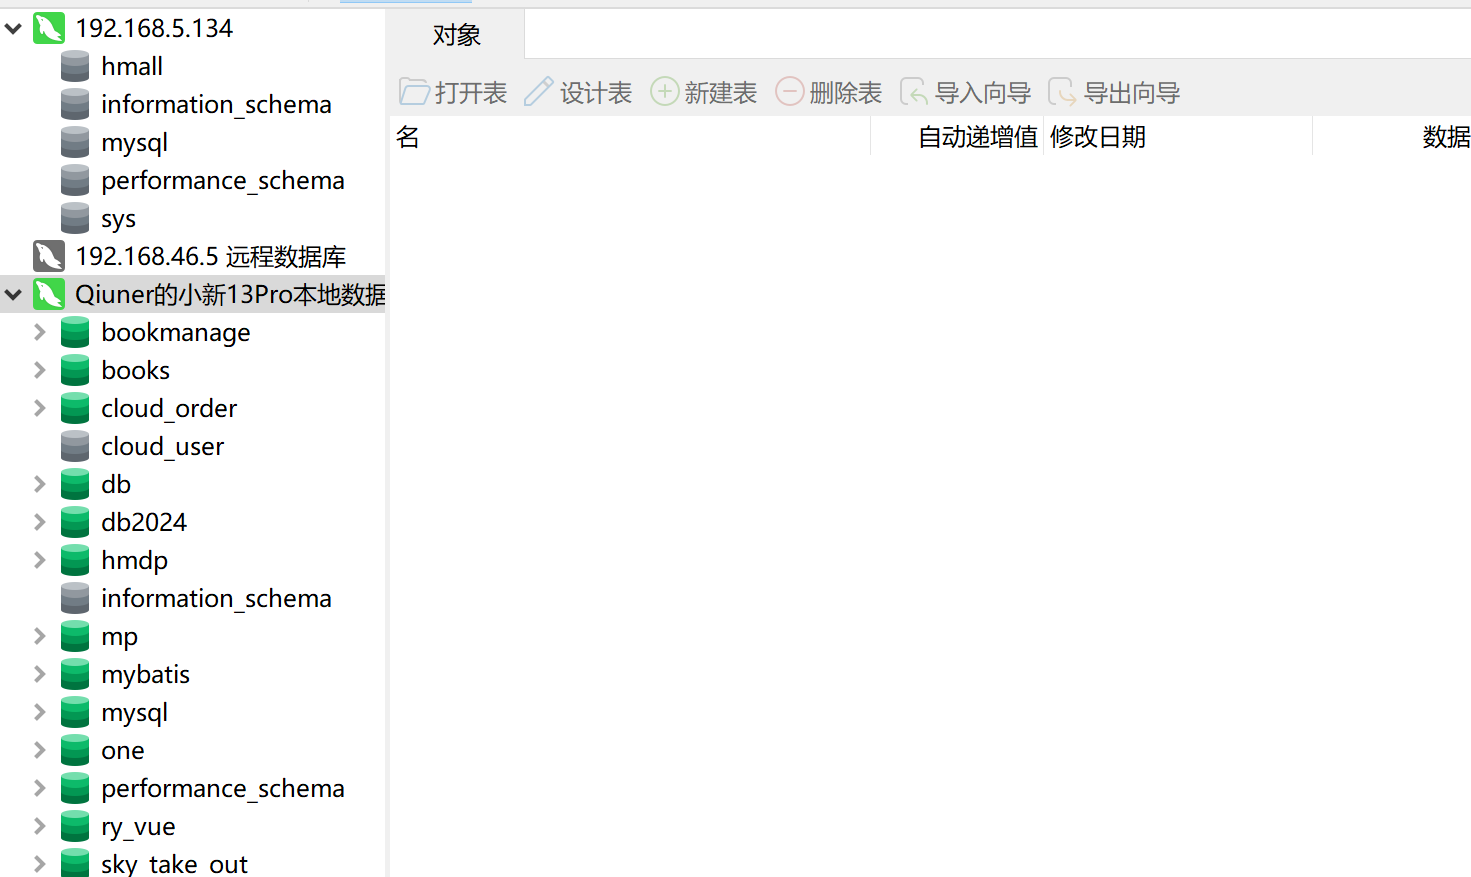 192.168.5.134
hmall
information_schema
mysql
performance_schema
sys
192.168.46.5 远程数据库
Qiuner的小新13Pro本地数据
bookmanage
books
cloud_order
cloud_user
db
db2024
hmdp
information_schema
mp
mybatis
mysql
one
performance_schema
ry_vue
sky_take_out
对象
打开表 设计表 新建表 删除表 导入向导 导出向导
名 自动递增值 修改日期 数据